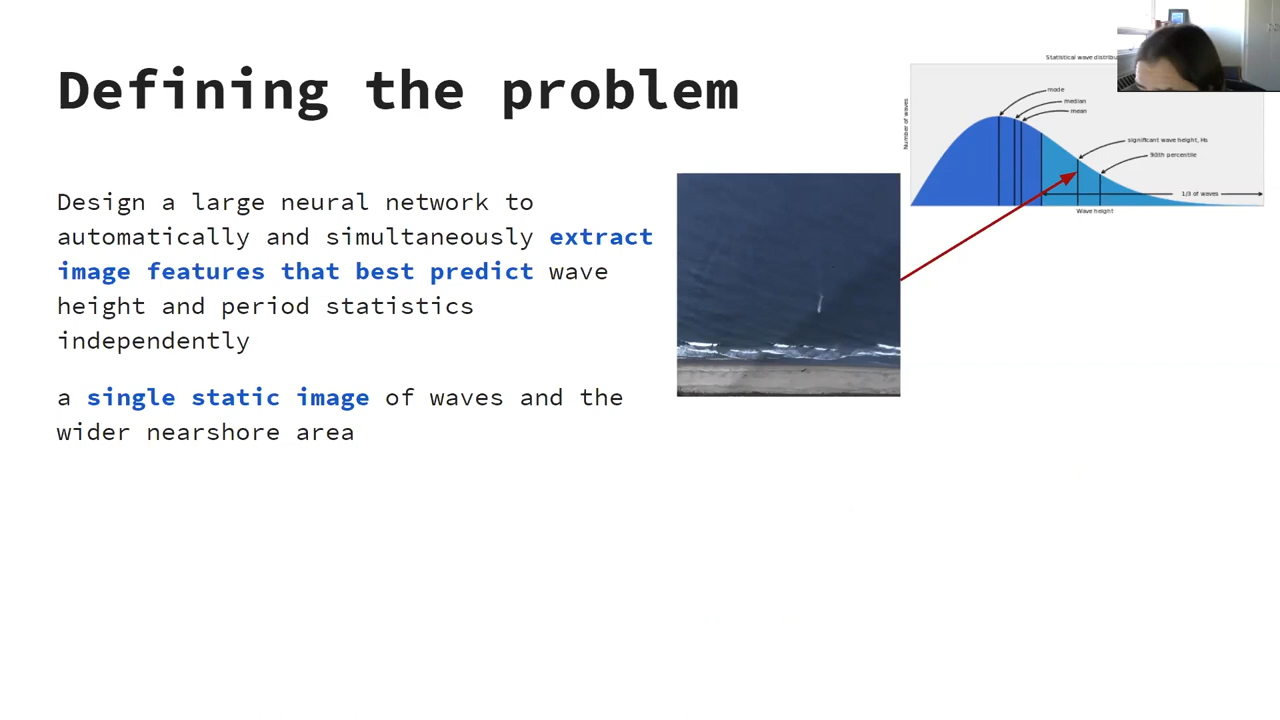 Defining the problem
Design a large neural network to
automatically and simultaneously extract
image features that best predict wave
height and period statistics
independently
a single static image of waves and the
wider nearshore area
Statistical wave
mode
median
mean
significant wave height, Hs
90th percentile
1/3 of waves
Number of waves
Wave height